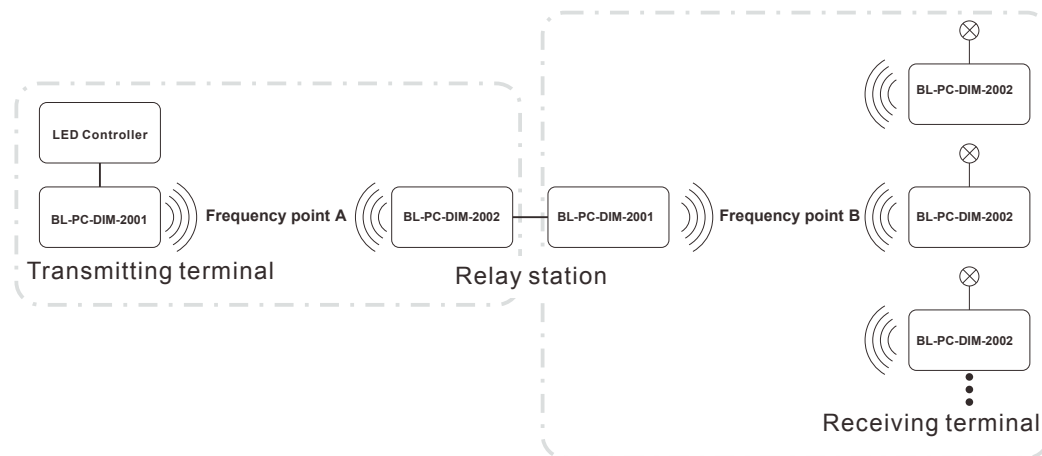 LED Controller
BL-PC-DIM-2001
Frequency point A
BL-PC-DIM-2002
BL-PC-DIM-2001
Frequency point B
BL-PC-DIM-2002
BL-PC-DIM-2002
BL-PC-DIM-2002
Transmitting terminal
Relay station
Receiving terminal